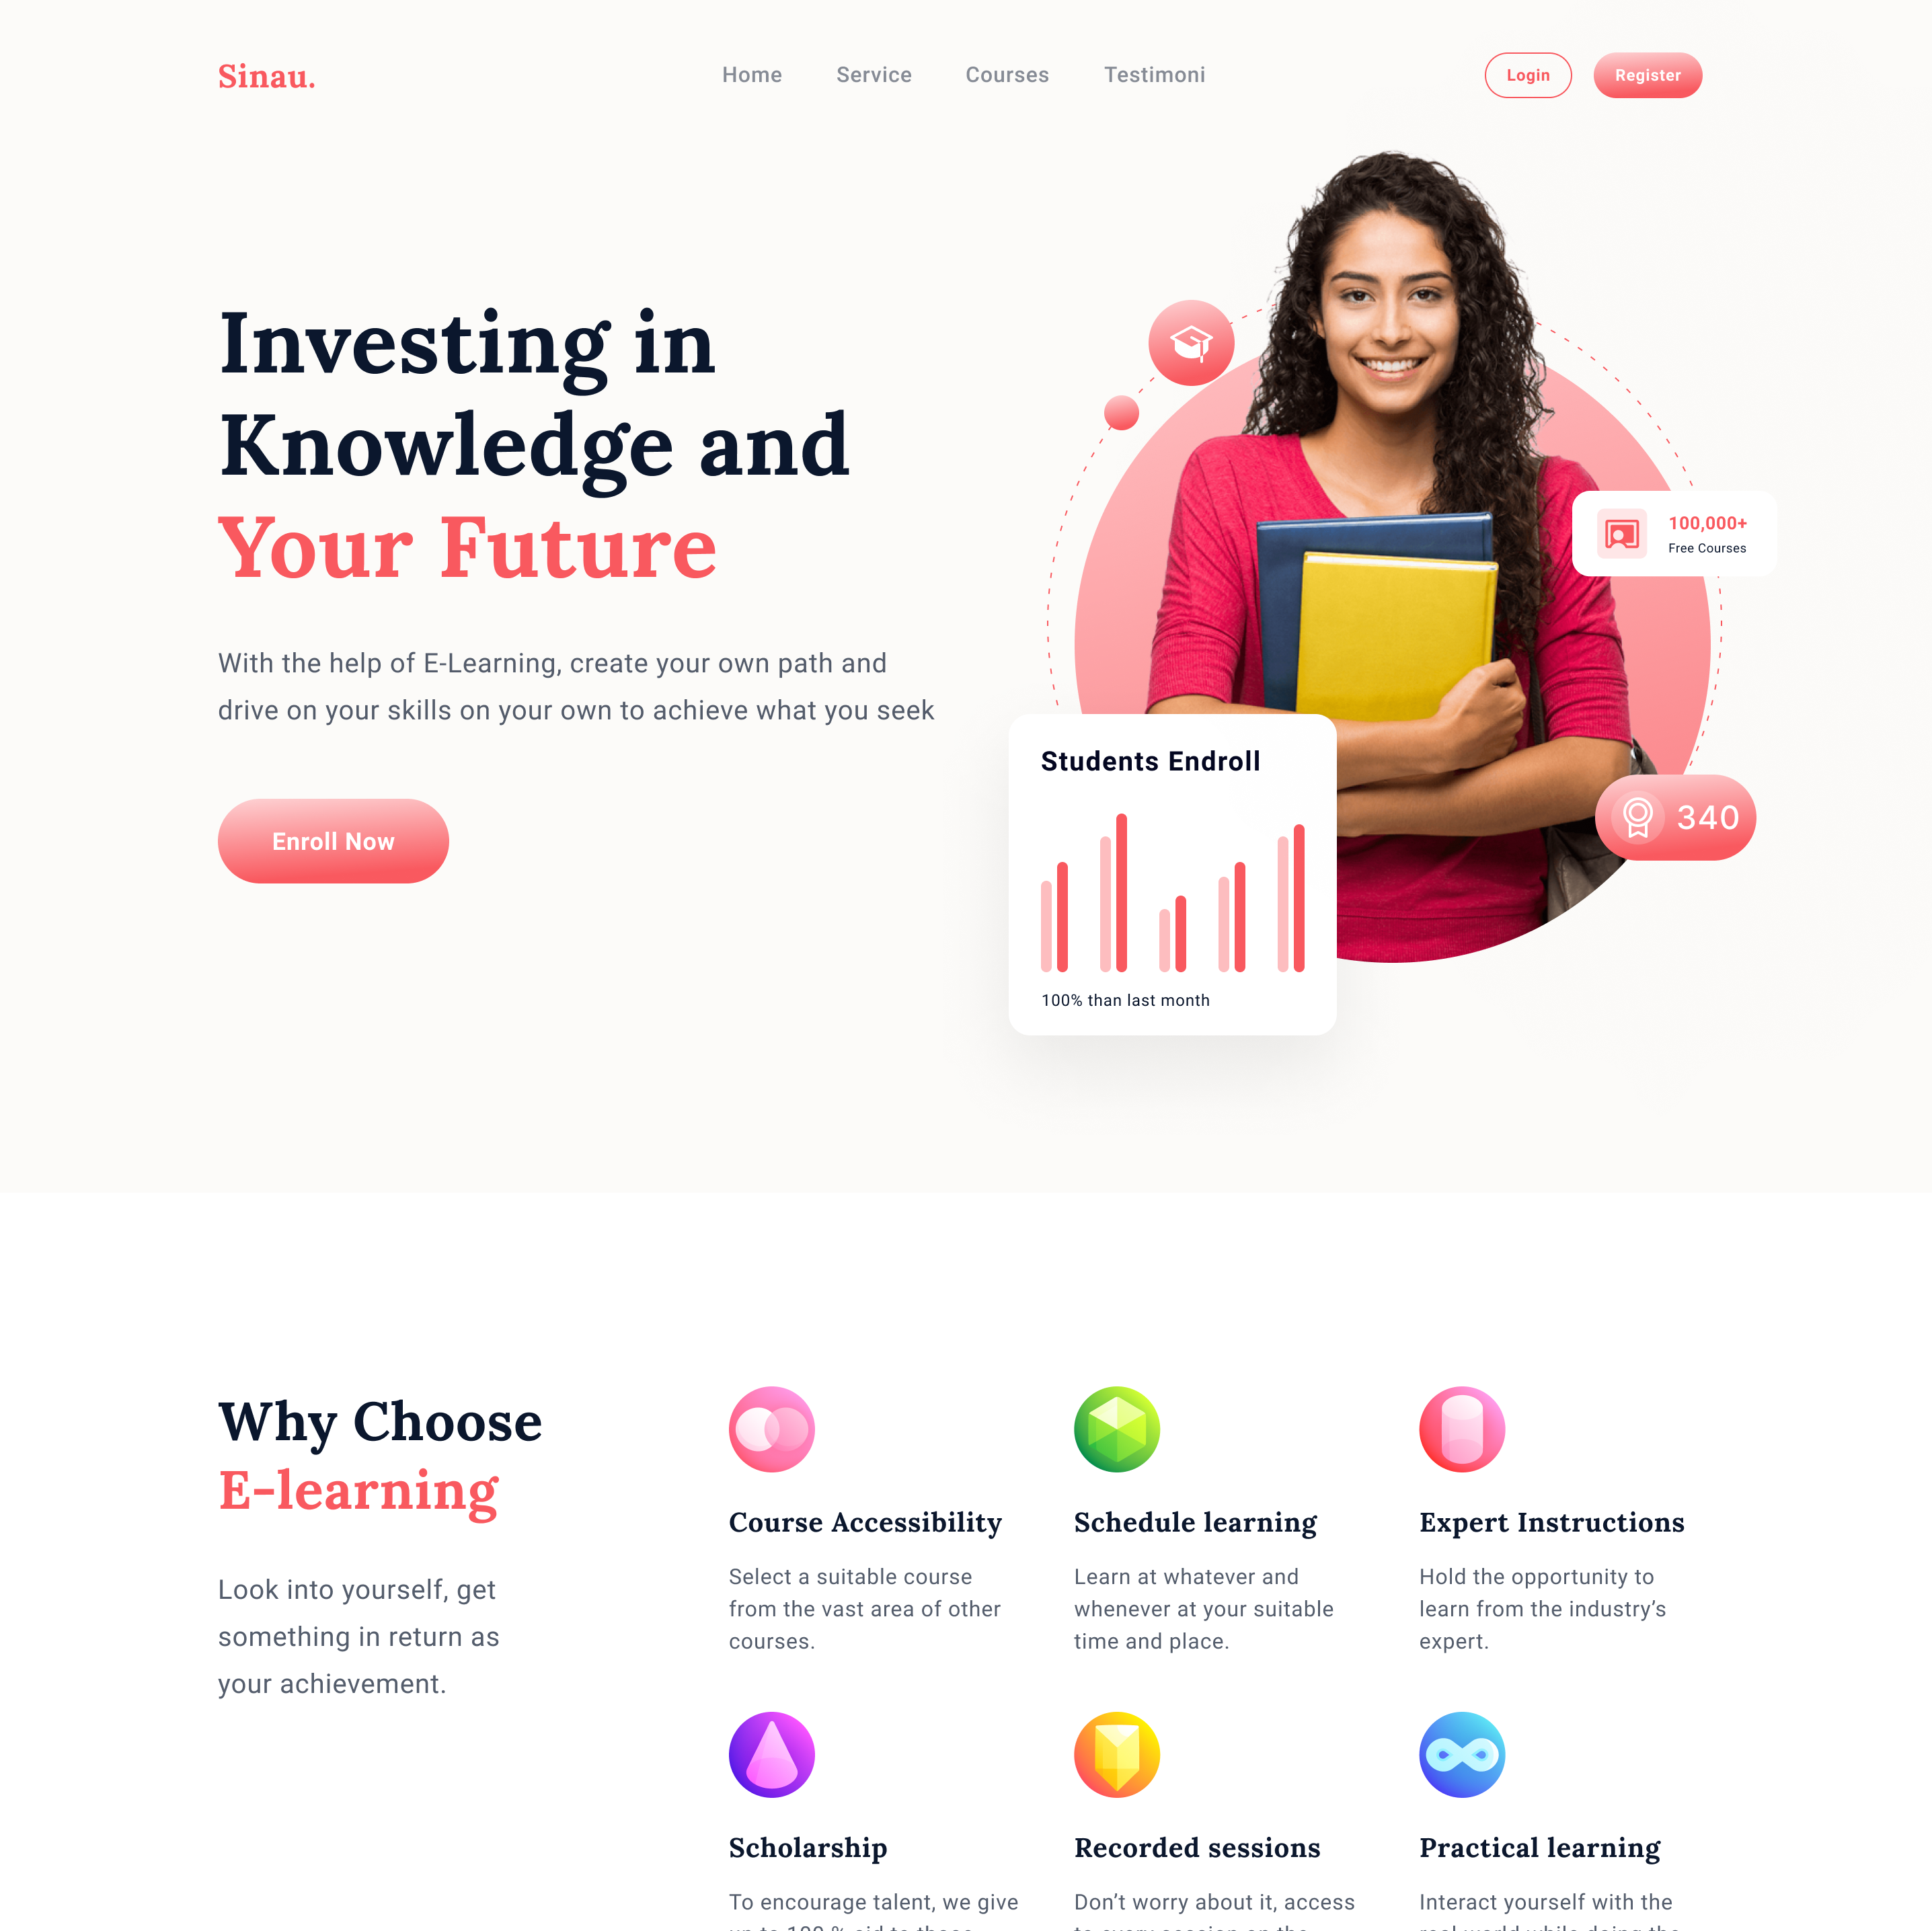 Sinau.
Home
Service
Courses
Testimoni
Login
Register
Investing in
Knowledge and
Your Future
With the help of E-Learning, create your own path and
drive on your skills on your own to achieve what you seek
Enroll Now
100,000+
Free Courses
Students Endroll
340
100% than last month
Why Choose
E-learning
Look into yourself, get
something in return as
your achievement.
Course Accessibility
Select a suitable course
from the vast area of other
courses.
Schedule learning
Learn at whatever and
whenever at your suitable
time and place.
Expert Instructions
Hold the opportunity to
learn from the industry’s
expert.
Scholarship
To encourage talent, we give
Recorded sessions
Don’t worry about it, access
Practical learning
Interact yourself with the